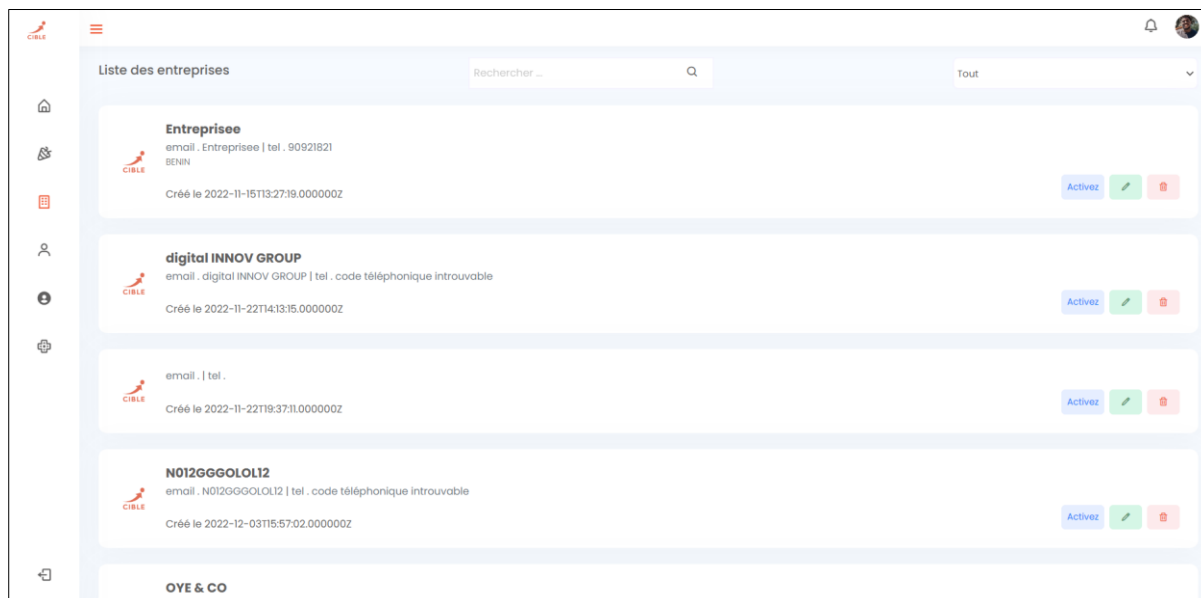 CIBLE
Liste des entreprises
Rechercher ...
Tout
Entreprisee
email . Entreprisee | tel . 90921821
BENIN
CIBLE
Créé le 2022-11-15T13:27:19.000000Z
Activez
digital INNOV GROUP
email . digital INNOV GROUP | tel . code téléphonique introuvable
CIBLE
Créé le 2022-11-22T14:13:15.000000Z
Activez
email . | tel .
CIBLE
Créé le 2022-11-22T19:37:11.000000Z
Activez
N012GGGOLOL12
email . N012GGGOLOL12 | tel . code téléphonique introuvable
CIBLE
Créé le 2022-12-03T15:57:02.000000Z
Activez
OYE & CO